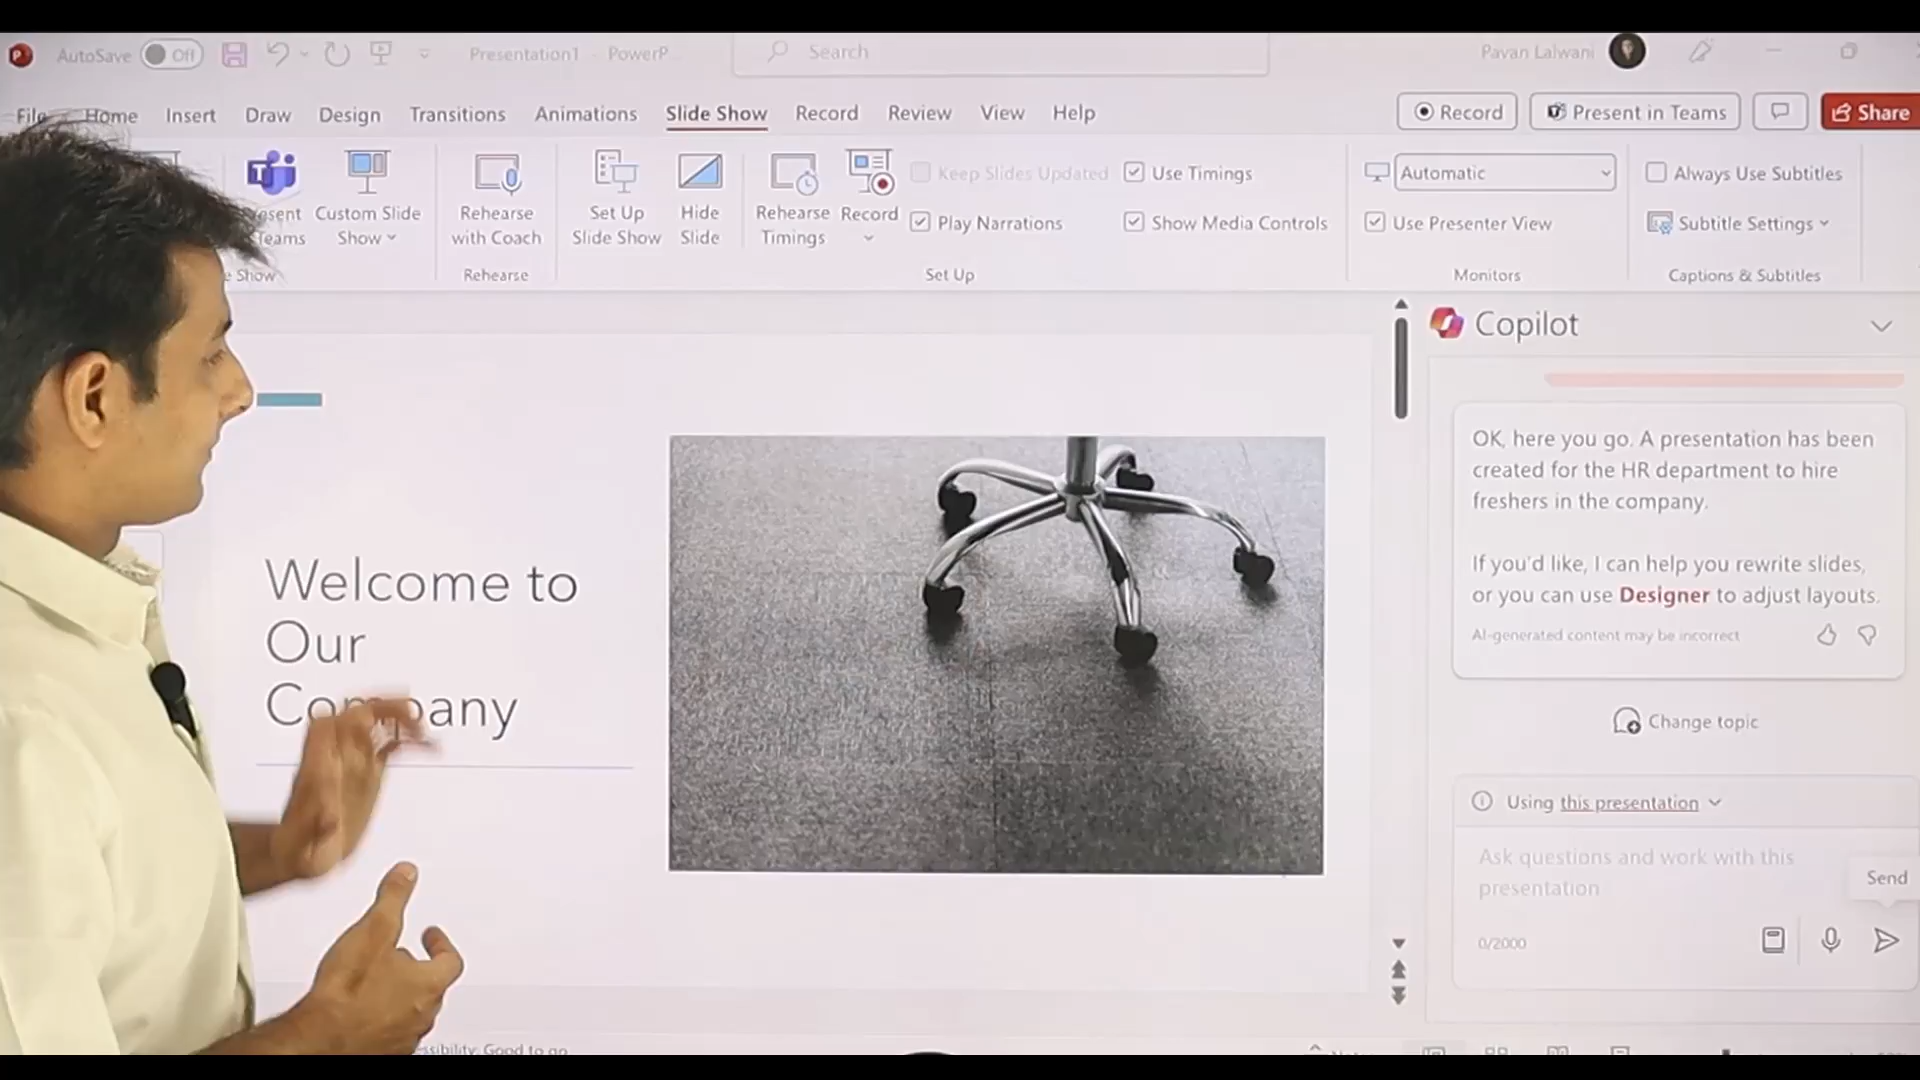 AutoSave Off
Presentation1 - PowerP...
Search
Pavan Lalwani
File Home Insert Draw Design Transitions Animations Slide Show Record Review View Help
Record
Present in Teams
Share
Custom Slide
Show
Rehearse
with Coach
Set Up
Slide Show
Hide
Slide
Rehearse
Timings
Record
Keep Slides Updated
Play Narrations
Use Timings
Show Media Controls
Automatic
Use Presenter View
Always Use Subtitles
Subtitle Settings
Show
Rehearse
Set Up
Monitors
Captions & Subtitles
Welcome to
Our
Company
Copilot
OK, here you go. A presentation has been
created for the HR department to hire
freshers in the company.
If you'd like, I can help you rewrite slides,
or you can use Designer to adjust layouts.
AI-generated content may be incorrect
Change topic
Using this presentation
Ask questions and work with this
presentation
Send
0/2000
Good to go